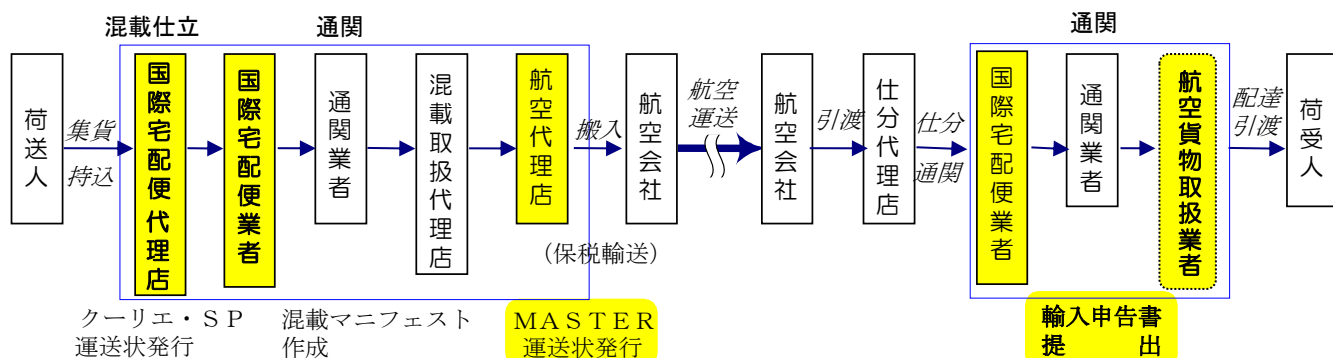 混載仕立
通関
通関
荷送人
集貨
持込
国際宅配便代理店
国際宅配便業者
通関業者
混載取扱代理店
航空代理店
搬入
(保税輸送)
航空会社
航空
運送
航空会社
引渡
仕分代理店
仕分
通関
国際宅配便業者
通関業者
航空貨物取扱業者
配達
引渡
荷受人
クーリエ・SP
運送状発行
混載マニフェスト
作成
MASTER
運送状発行
輸入申告書
提出